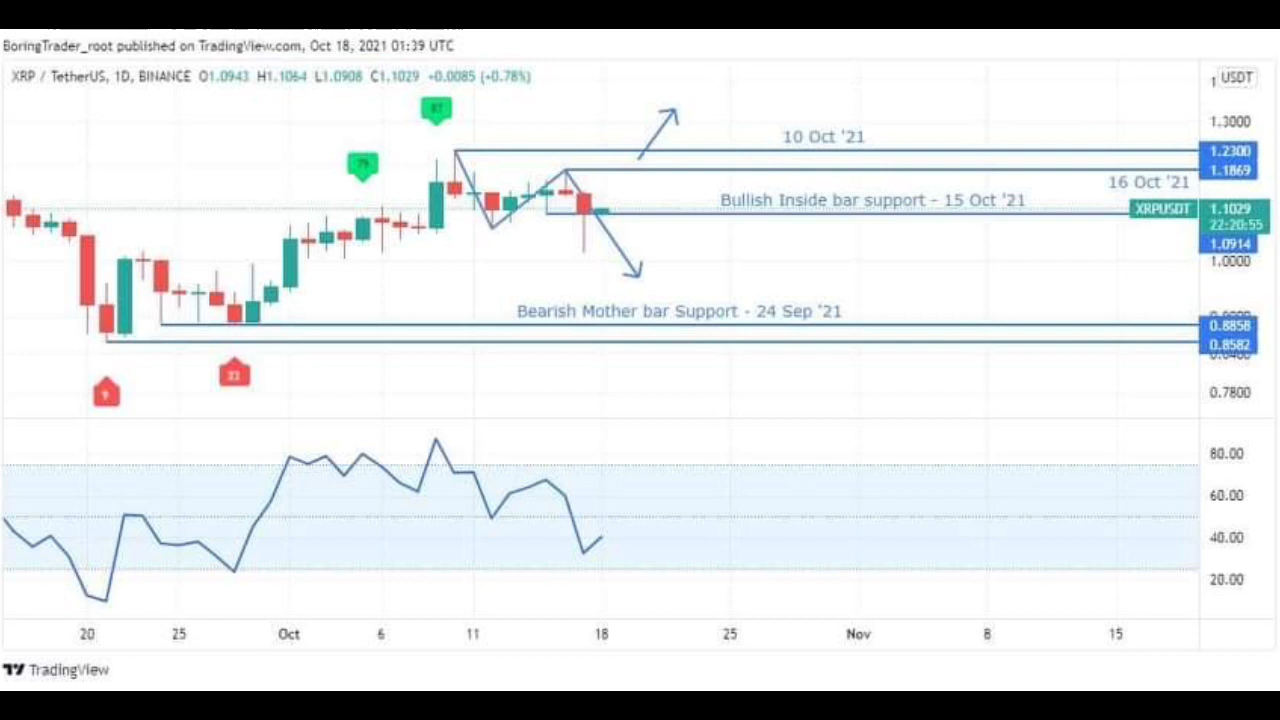 BoringTrader_root published on TradingView.com, Oct 18, 2021 01:39 UTC
XRP / TetherUS, 1D, BINANCE O1.0943 H1.1064 L1.0908 C1.1029 +0.0085 (+0.78%)
USDT
87
1.3000
10 Oct '21
1.2300
79
1.1869
16 Oct '21
Bullish Inside bar support - 15 Oct '21
XRPUSDT 1.1029
22:20:55
1.0914
1.0000
Bearish Mother bar Support - 24 Sep '21
0.8858
0.8582
23
9
0.7800
80.00
60.00
40.00
20.00
20 25 Oct 6 11 18 25 Nov 8 15
TradingView